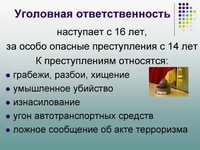 Уголовная ответственность
наступает с 16 лет,
за особо опасные преступления с 14 лет
К преступлениям относятся:
грабежи, разбои, хищение
умышленное убийство
изнасилование
угон автотранспортных средств
ложное сообщение об акте терроризма